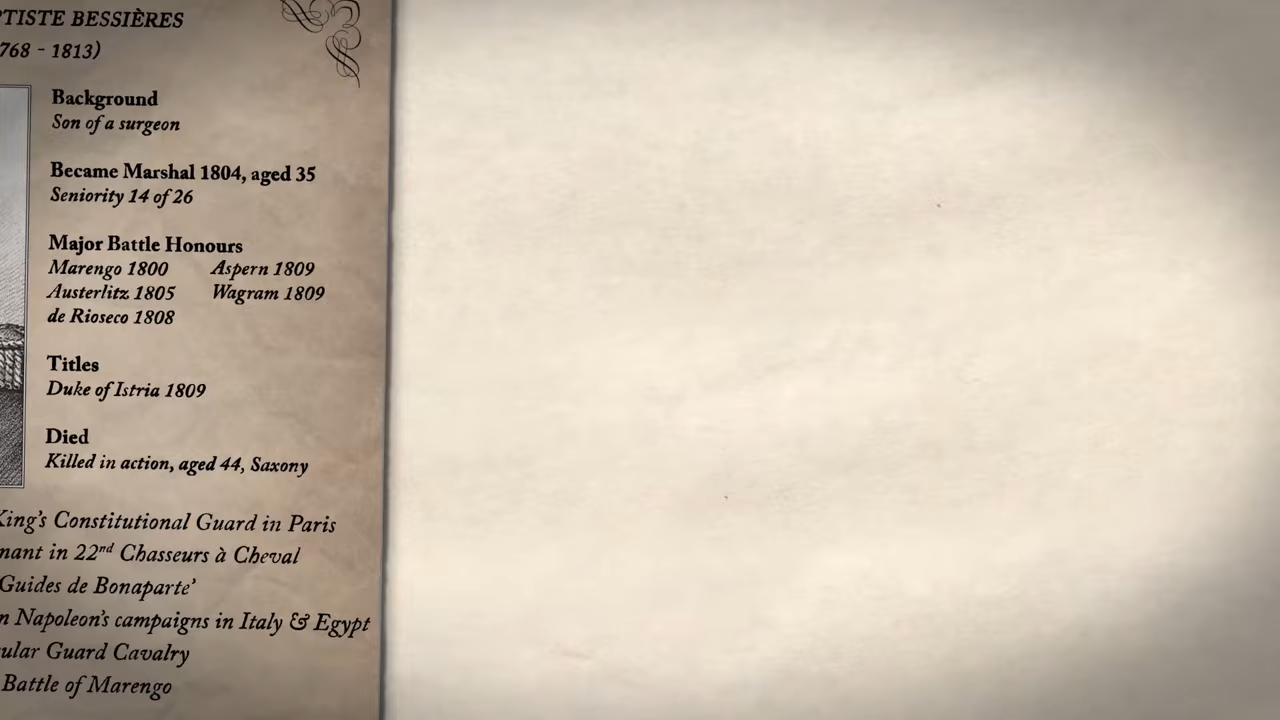 PTISTE BESSIÈRES
768 - 1813)
Background
Son of a surgeon
Became Marshal 1804, aged 35
Seniority 14 of 26
Major Battle Honours
Marengo 1800 Aspern 1809
Austerlitz 1805 Wagram 1809
de Rioseco 1808
Titles
Duke of Istria 1809
Died
Killed in action, aged 44, Saxony
King's Constitutional Guard in Paris
nant in 22nd Chasseurs à Cheval
Guides de Bonaparte'
n Napoleon's campaigns in Italy & Egypt
ular Guard Cavalry
Battle of Marengo